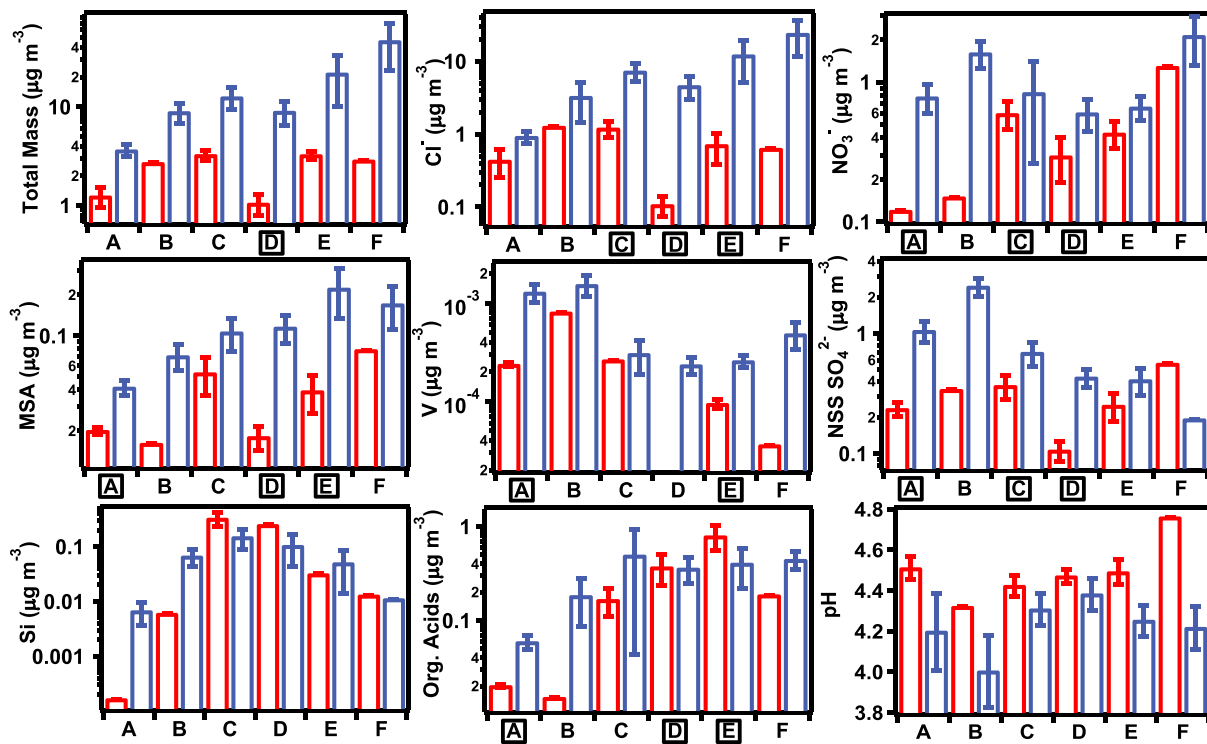 Total Mass (µg m⁻³)
4
2
10
4
2
1
A B C D E F
Cl⁻ (µg m⁻³)
10
1
0.1
A B C D E F
NO₃⁻ (µg m⁻³)
2
1
6
4
2
0.1
A B C D E F
MSA (µg m⁻³)
2
0.1
4
2
A B C D E F
V (µg m⁻³)
2
10⁻³
4
2
10⁻⁴
4
2
A B C D E F
NSS SO₄²⁻ (µg m⁻³)
4
2
1
4
2
0.1
A B C D E F
Si (µg m⁻³)
0.1
0.01
0.001
A B C D E F
Org. Acids (µg m⁻³)
1
4
2
0.1
4
2
A B C D E F
pH
4.8
4.6
4.4
4.2
4.0
3.8
A B C D E F